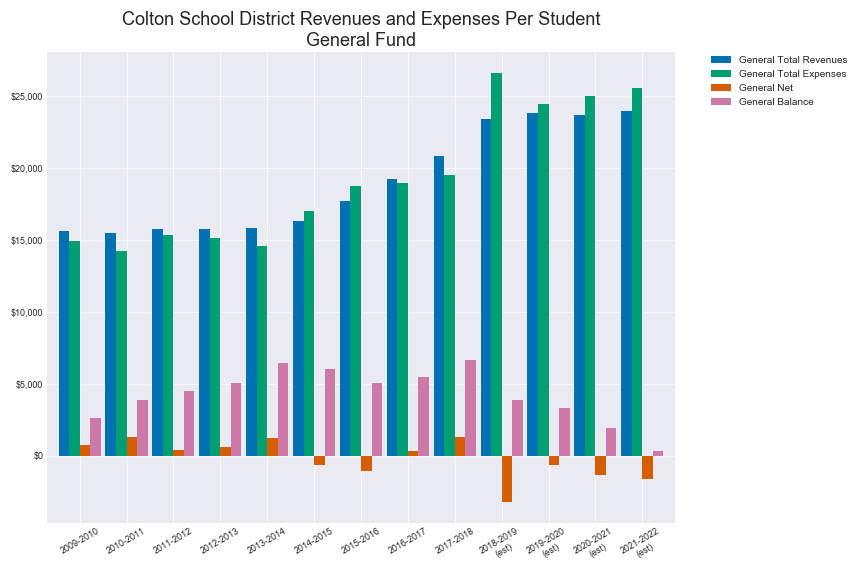 Colton School District Revenues and Expenses Per Student
General Fund
General Total Revenues
General Total Expenses
General Net
General Balance
$25,000
$20,000
$15,000
$10,000
$5,000
$0
2009-2010
2010-2011
2011-2012
2012-2013
2013-2014
2014-2015
2015-2016
2016-2017
2017-2018
2018-2019
(est)
2019-2020
(est)
2020-2021
(est)
2021-2022
(est)